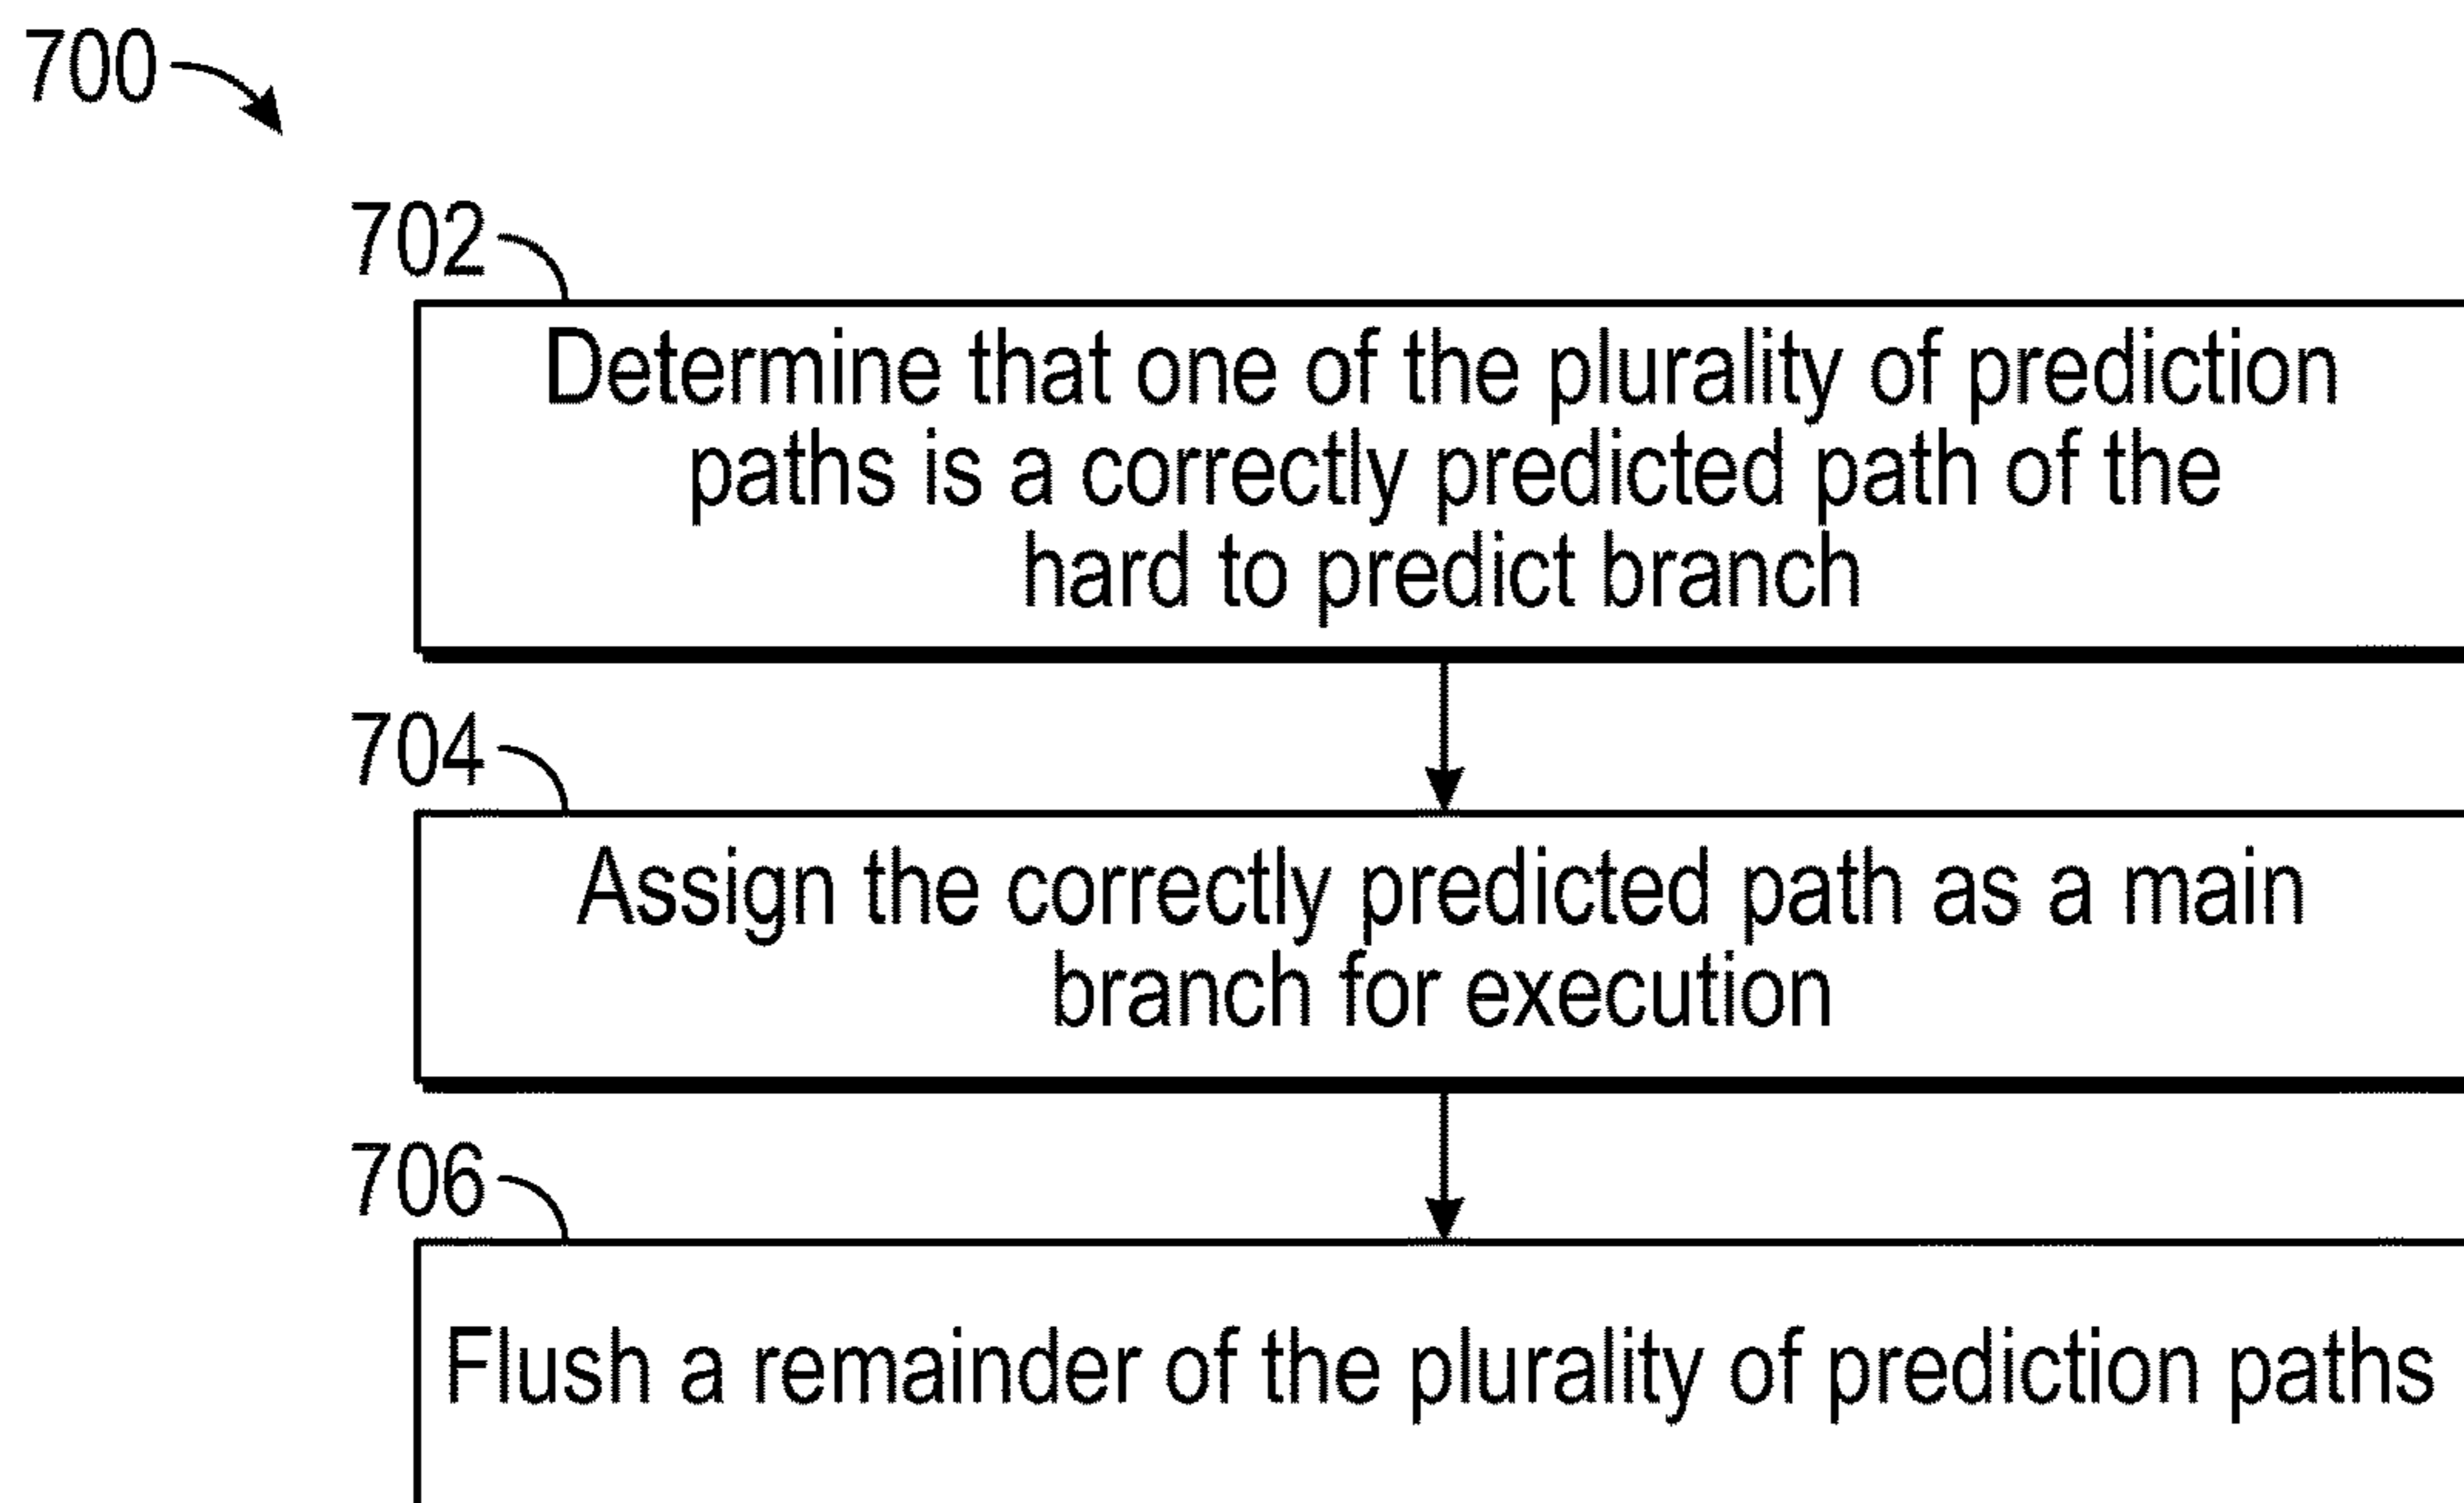 700
702
Determine that one of the plurality of prediction
paths is a correctly predicted path of the
hard to predict branch
704
Assign the correctly predicted path as a main
branch for execution
706
Flush a remainder of the plurality of prediction paths